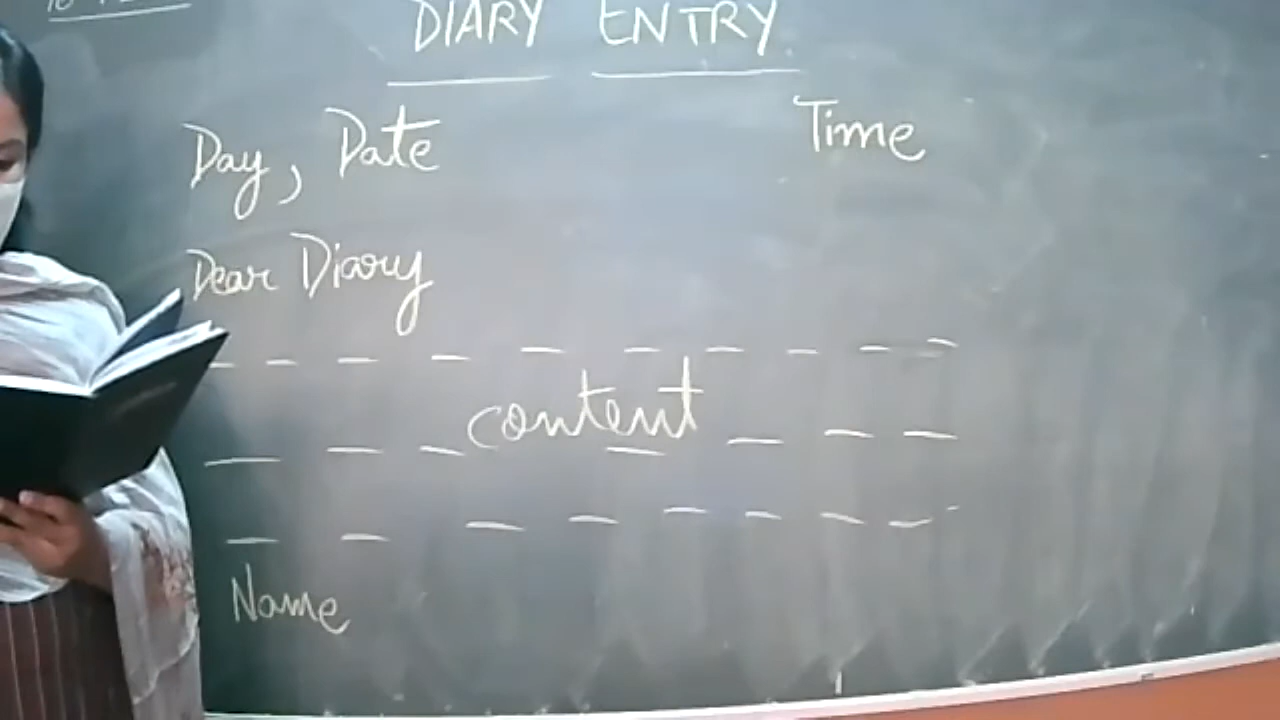 DIARY ENTRY
Day, Date Time
Dear Diary
content
Name